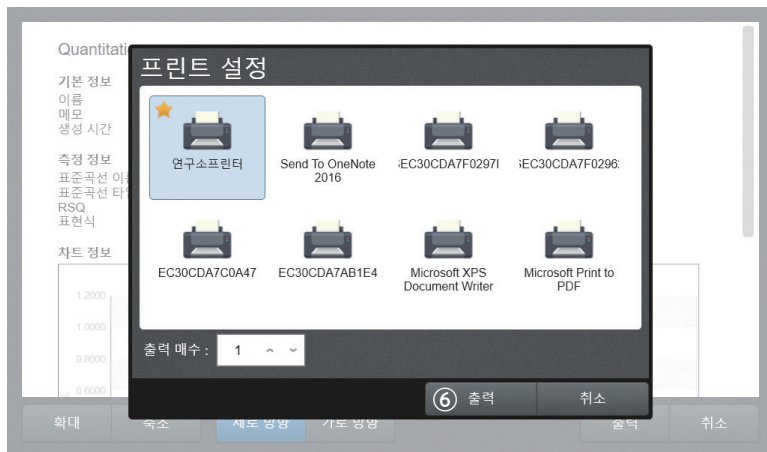 Quantitati
기본 정보
이름
메모
생성 시간
측정 정보
표준곡선 이
표준곡선 타
RSQ
표현식
차트 정보
1.2000
1.0000
0.8000
0.6000
프린트 설정
연구소프린터
Send To OneNote
2016
EC30CDA7F0297
EC30CDA7F0296
EC30CDA7C0A47
EC30CDA7AB1E4
Microsoft XPS
Document Writer
Microsoft Print to
PDF
출력 매수 : 1
⑥ 출력 취소
확대 축소 세로 방향 가로 방향 출력 취소